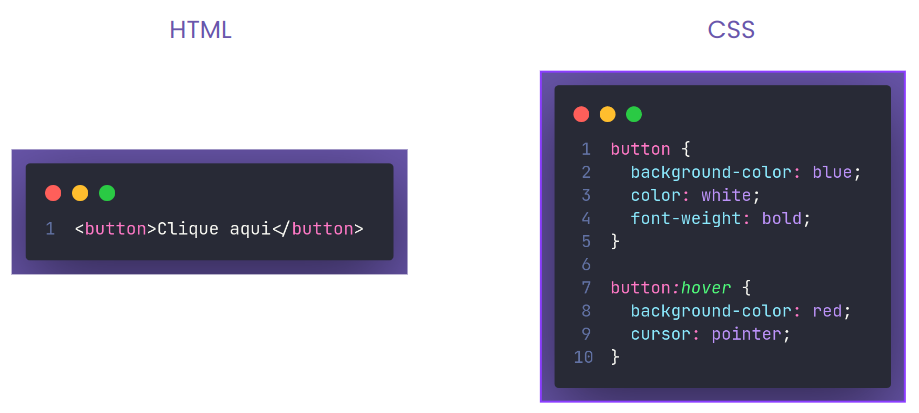 HTML
1 <button>Clique aqui</button>
CSS
1 button {
2   background-color: blue;
3   color: white;
4   font-weight: bold;
5 }
6
7 button:hover {
8   background-color: red;
9   cursor: pointer;
10 }